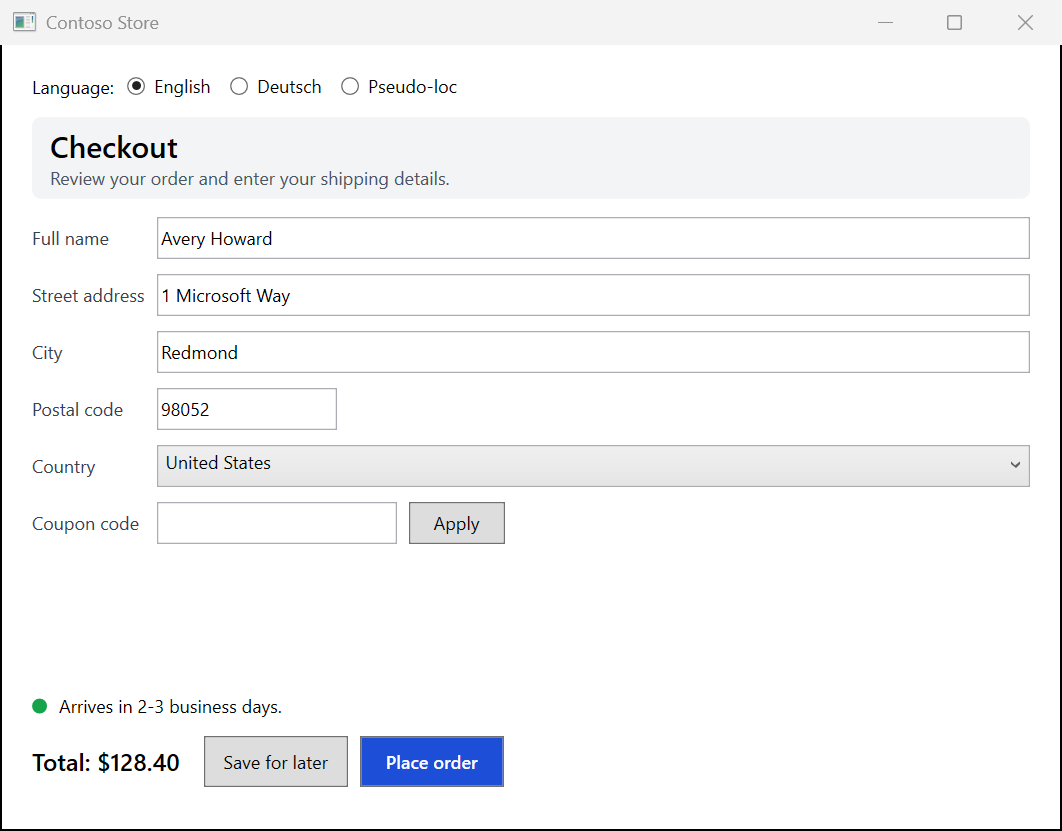 Contoso Store
Language: English Deutsch Pseudo-loc
Checkout
Review your order and enter your shipping details.
Full name Avery Howard
Street address 1 Microsoft Way
City Redmond
Postal code 98052
Country United States
Coupon code Apply
Arrives in 2-3 business days.
Total: $128.40 Save for later Place order